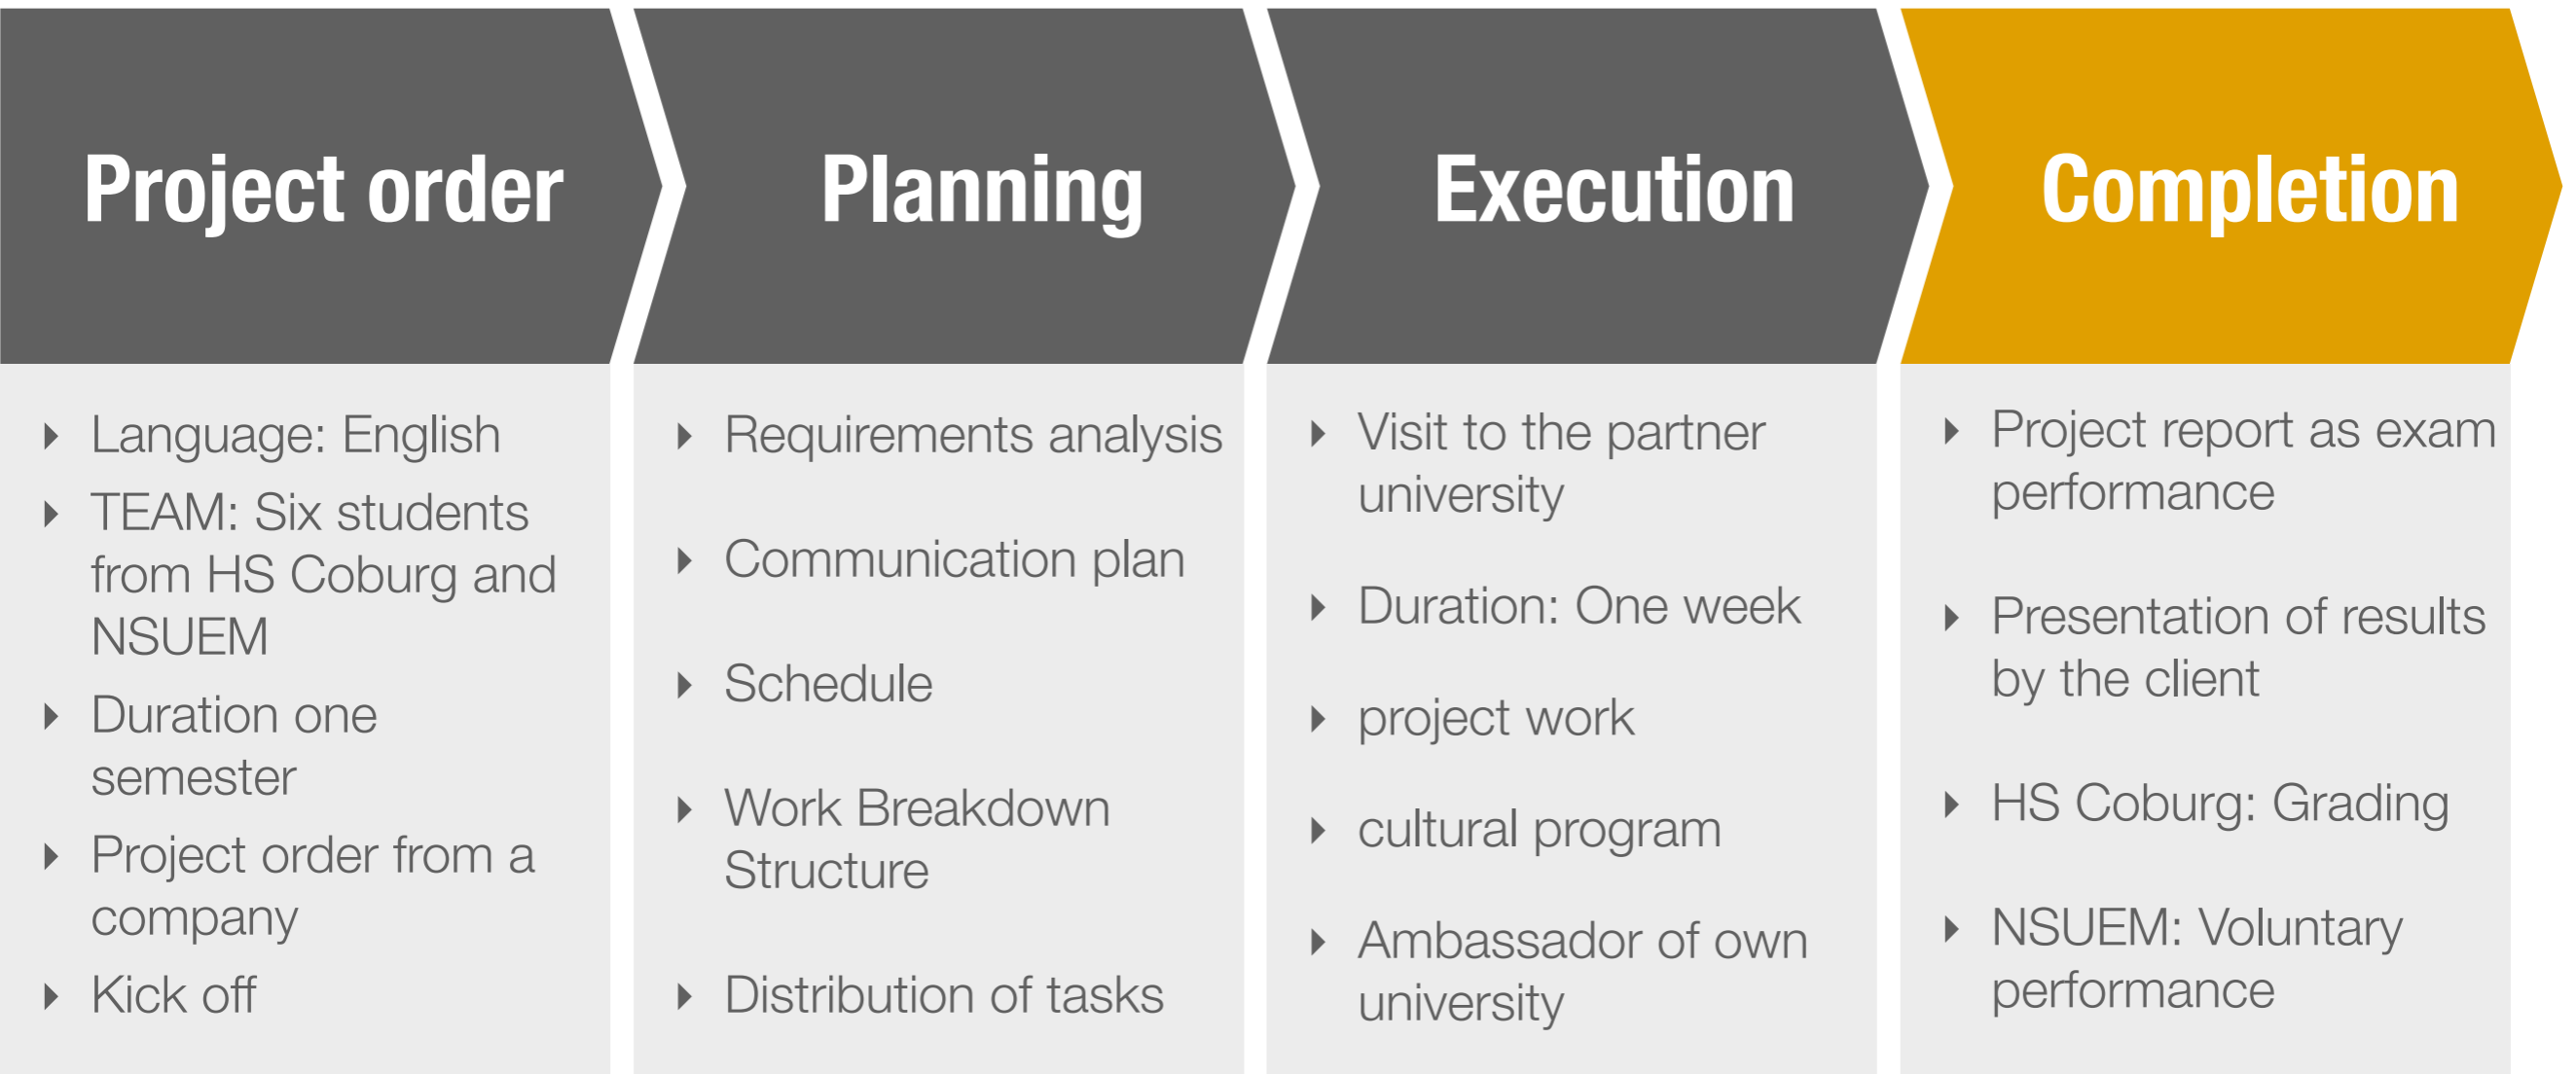 Project order
Language: English
TEAM: Six students
from HS Coburg and
NSUEM
Duration one
semester
Project order from a
company
Kick off
Planning
Requirements analysis
Communication plan
Schedule
Work Breakdown
Structure
Distribution of tasks
Execution
Visit to the partner
university
Duration: One week
project work
cultural program
Ambassador of own
university
Completion
Project report as exam
performance
Presentation of results
by the client
HS Coburg: Grading
NSUEM: Voluntary
performance